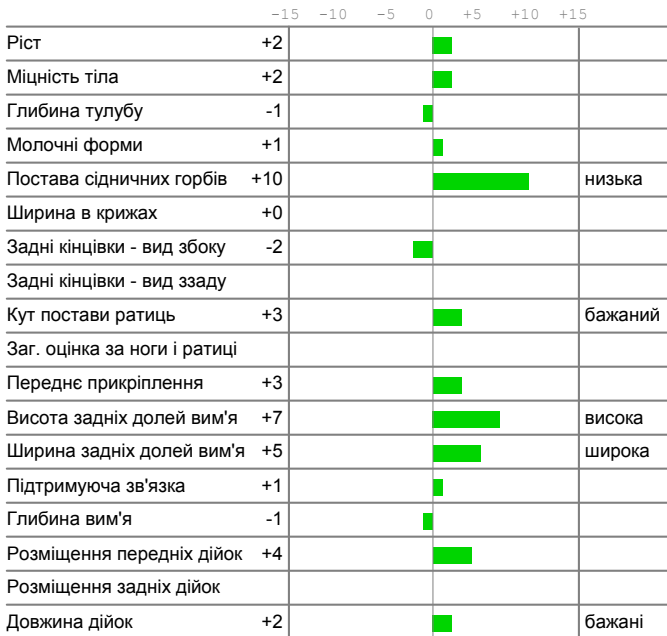 -15 -10 -5 0 +5 +10 +15
Ріст +2
Міцність тіла +2
Глибина тулубу -1
Молочні форми +1
Постава сідничних горбів +10 низька
Ширина в крижах +0
Задні кінцівки - вид збоку -2
Задні кінцівки - вид ззаду
Кут постави ратиць +3 бажаний
Заг. оцінка за ноги і ратиці
Переднє прикріплення +3
Висота задніх долей вим'я +7 висока
Ширина задніх долей вим'я +5 широка
Підтримуюча зв'язка +1
Глибина вим'я -1
Розміщення передніх дійок +4
Розміщення задніх дійок
Довжина дійок +2 бажані